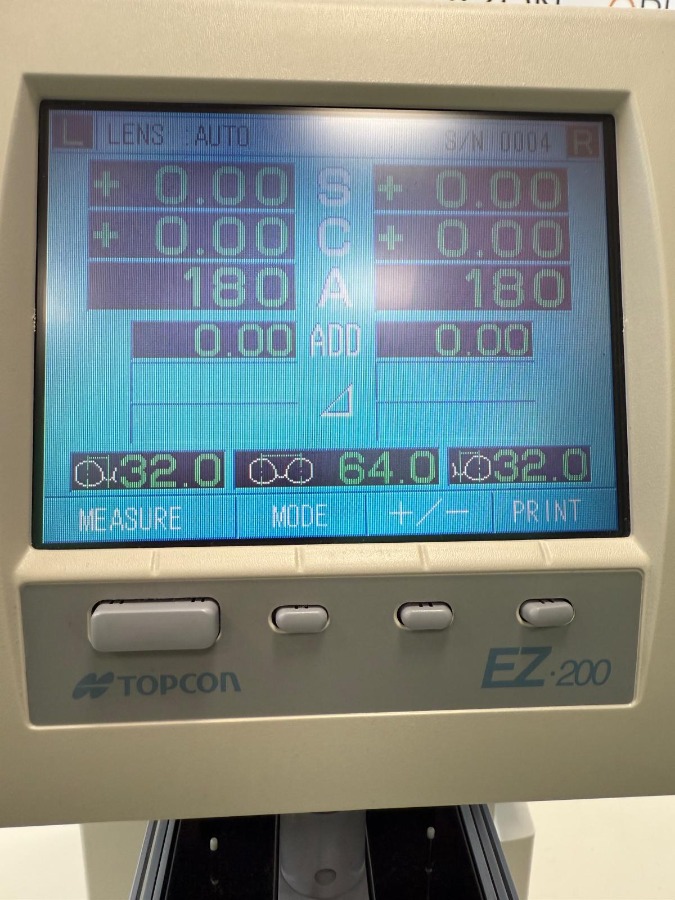 L LENS :AUTO S/N 0004 R
+ 0.00 S + 0.00
+ 0.00 C + 0.00
180 A 180
0.00 ADD 0.00
32.0 64.0 32.0
MEASURE MODE +/- PRINT
TOPCON EZ·200